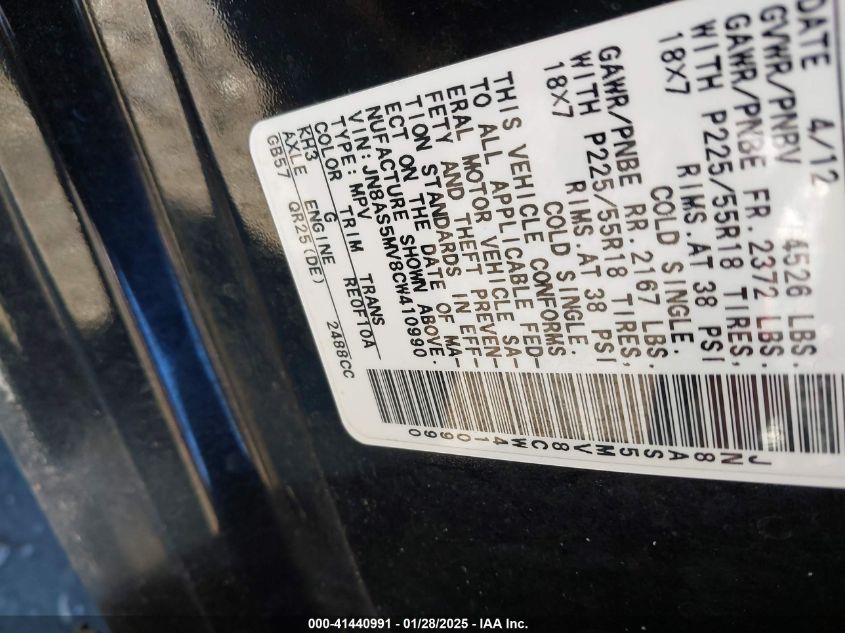 DATE 4/12
GVWR/PNBV 4526 LBS.
GAWR/PNBE FR. 2372 LBS.
WITH P225/55R18 TIRES,
18X7 RIMS.AT 38 PSI
COLD SINGLE.
GAWR/PNBE RR. 2167 LBS.
WITH P225/55R18 TIRES,
18X7 RIMS.AT 38 PSI
COLD SINGLE.
THIS VEHICLE CONFORMS
TO ALL APPLICABLE FED-
ERAL MOTOR VEHICLE SA-
FETY AND THEFT PREVEN-
TION STANDARDS IN EFF-
ECT ON THE DATE OF MA-
NUFACTURE SHOWN ABOVE.
VIN:JN8AS5MV8CW410990
TYPE:MPV
COLOR TRIM TRANS
KH3 G RE0F10A
AXLE ENGINE
GB57 QR25(DE) 2488CC
JN8AS5MV8CW410990
000-41440991 - 01/28/2025 - IAA Inc.